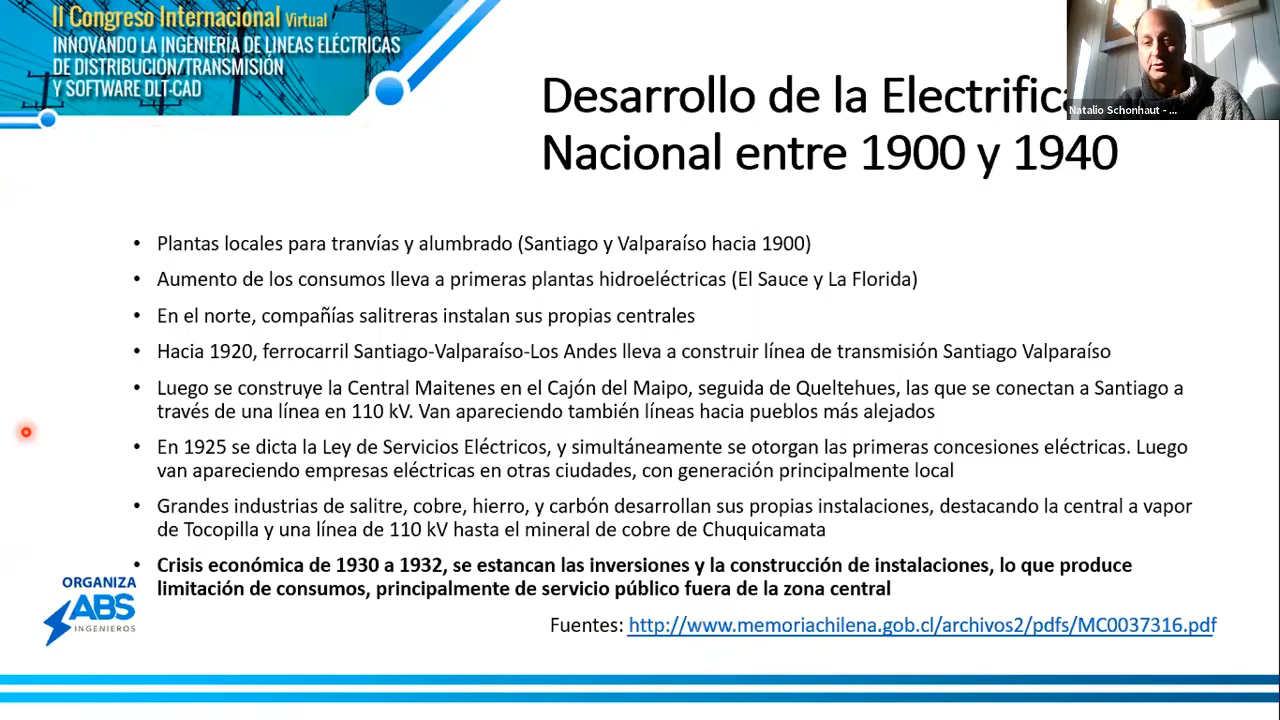 II Congreso Internacional Virtual
INNOVANDO LA INGENIERÍA DE LINEAS ELÉCTRICAS
DE DISTRIBUCIÓN/TRANSMISIÓN
Y SOFTWARE DLT-CAD
Natalio Schonhaut - ...
Desarrollo de la Electrific
Nacional entre 1900 y 1940
• Plantas locales para tranvías y alumbrado (Santiago y Valparaíso hacia 1900)
• Aumento de los consumos lleva a primeras plantas hidroeléctricas (El Sauce y La Florida)
• En el norte, compañías salitreras instalan sus propias centrales
• Hacia 1920, ferrocarril Santiago-Valparaíso-Los Andes lleva a construir línea de transmisión Santiago Valparaíso
• Luego se construye la Central Maitenes en el Cajón del Maipo, seguida de Queltehues, las que se conectan a Santiago a
través de una línea en 110 kV. Van apareciendo también líneas hacia pueblos más alejados
• En 1925 se dicta la Ley de Servicios Eléctricos, y simultáneamente se otorgan las primeras concesiones eléctricas. Luego
van apareciendo empresas eléctricas en otras ciudades, con generación principalmente local
• Grandes industrias de salitre, cobre, hierro, y carbón desarrollan sus propias instalaciones, destacando la central a vapor
de Tocopilla y una línea de 110 kV hasta el mineral de cobre de Chuquicamata
• Crisis económica de 1930 a 1932, se estancan las inversiones y la construcción de instalaciones, lo que produce
limitación de consumos, principalmente de servicio público fuera de la zona central
Fuentes: http://www.memoriachilena.gob.cl/archivos2/pdfs/MC0037316.pdf
ORGANIZA
ABS
INGENIEROS